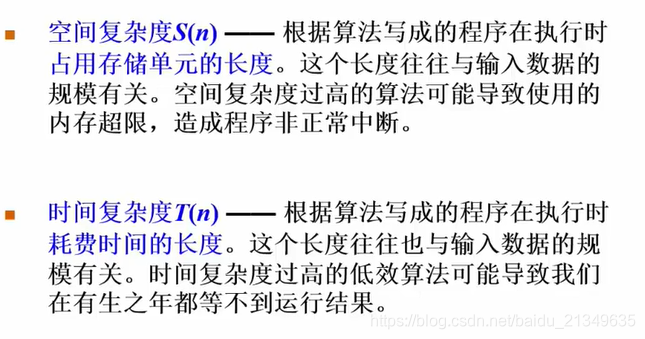 空间复杂度S(n) —— 根据算法写成的程序在执行时
占用存储单元的长度。这个长度往往与输入数据的
规模有关。空间复杂度过高的算法可能导致使用的
内存超限，造成程序非正常中断。
时间复杂度T(n) —— 根据算法写成的程序在执行时
耗费时间的长度。这个长度往往也与输入数据的规
模有关。时间复杂度过高的低效算法可能导致我们
在有生之年都等不到运行结果。
https://blog.csdn.net/baidu_21349635